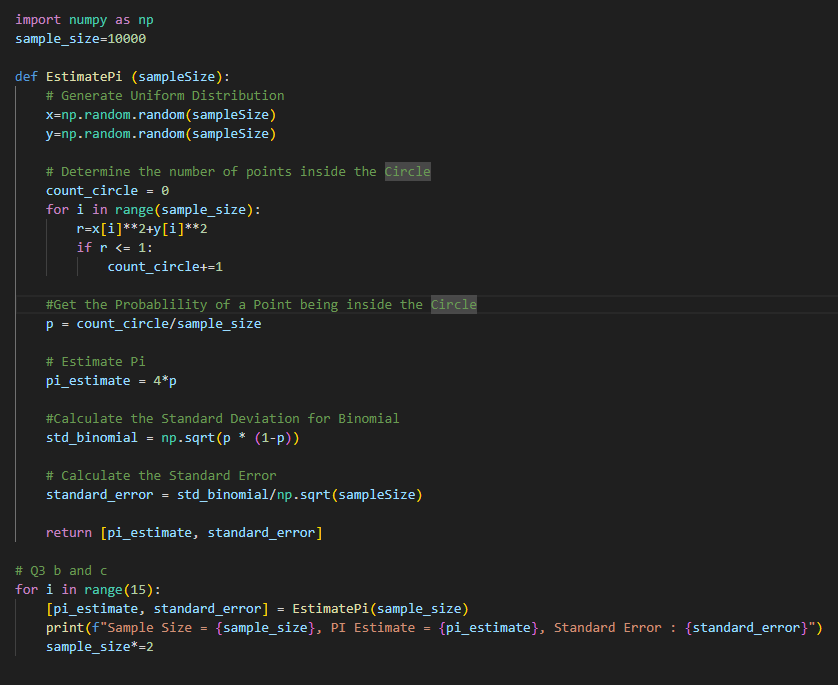 import numpy as np
sample_size=10000
def EstimatePi (sampleSize):
# Generate Uniform Distribution
x=np.random.random(sampleSize)
y=np.random.random(sampleSize)
# Determine the number of points inside the Circle
count_circle = 0
for i in range(sample_size):
r=x[i]**2+y[i]**2
if r <= 1:
count_circle+=1
#Get the Probablility of a Point being inside the Circle
p = count_circle/sample_size
# Estimate Pi
pi_estimate = 4*p
#Calculate the Standard Deviation for Binomial
std_binomial = np.sqrt(p * (1-p))
# Calculate the Standard Error
standard_error = std_binomial/np.sqrt(sampleSize)
return [pi_estimate, standard_error]
# Q3 b and c
for i in range(15):
[pi_estimate, standard_error] = EstimatePi(sample_size)
print(f"Sample Size = {sample_size}, PI Estimate = {pi_estimate}, Standard Error : {standard_error}")
sample_size*=2